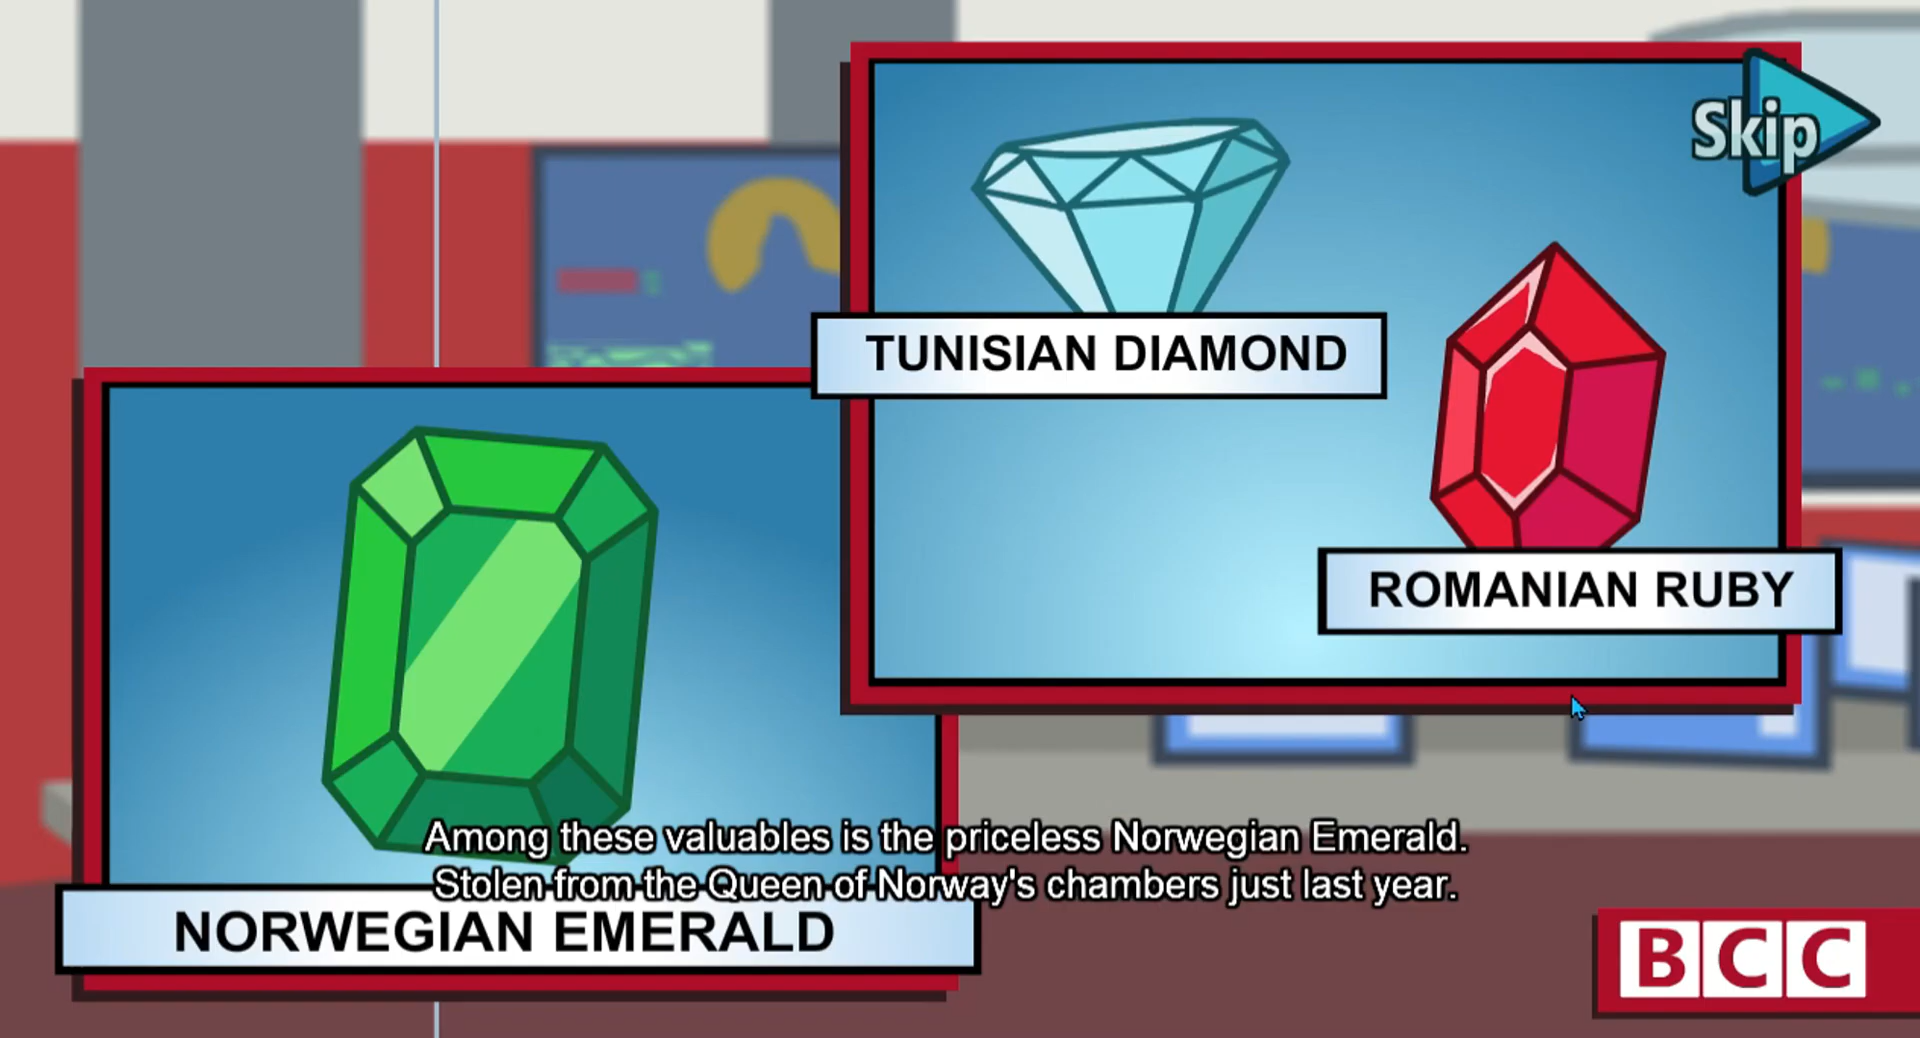 Skip
TUNISIAN DIAMOND
ROMANIAN RUBY
Among these valuables is the priceless Norwegian Emerald.
Stolen from the Queen of Norway's chambers just last year.
NORWEGIAN EMERALD
BCC